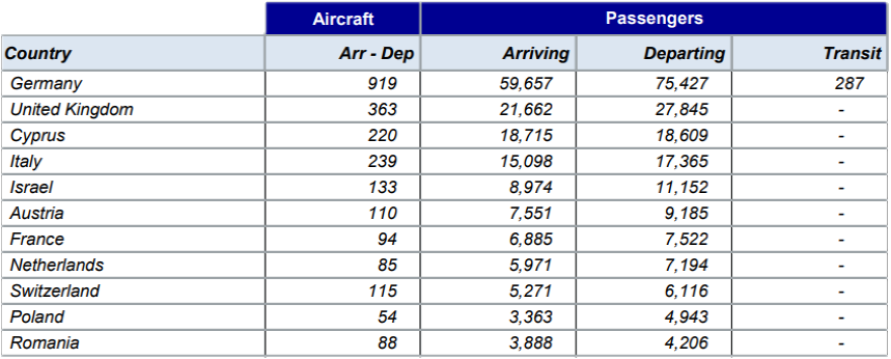 Aircraft Passengers
Country Arr - Dep Arriving Departing Transit
Germany 919 59,657 75,427 287
United Kingdom 363 21,662 27,845 -
Cyprus 220 18,715 18,609 -
Italy 239 15,098 17,365 -
Israel 133 8,974 11,152 -
Austria 110 7,551 9,185 -
France 94 6,885 7,522 -
Netherlands 85 5,971 7,194 -
Switzerland 115 5,271 6,116 -
Poland 54 3,363 4,943 -
Romania 88 3,888 4,206 -